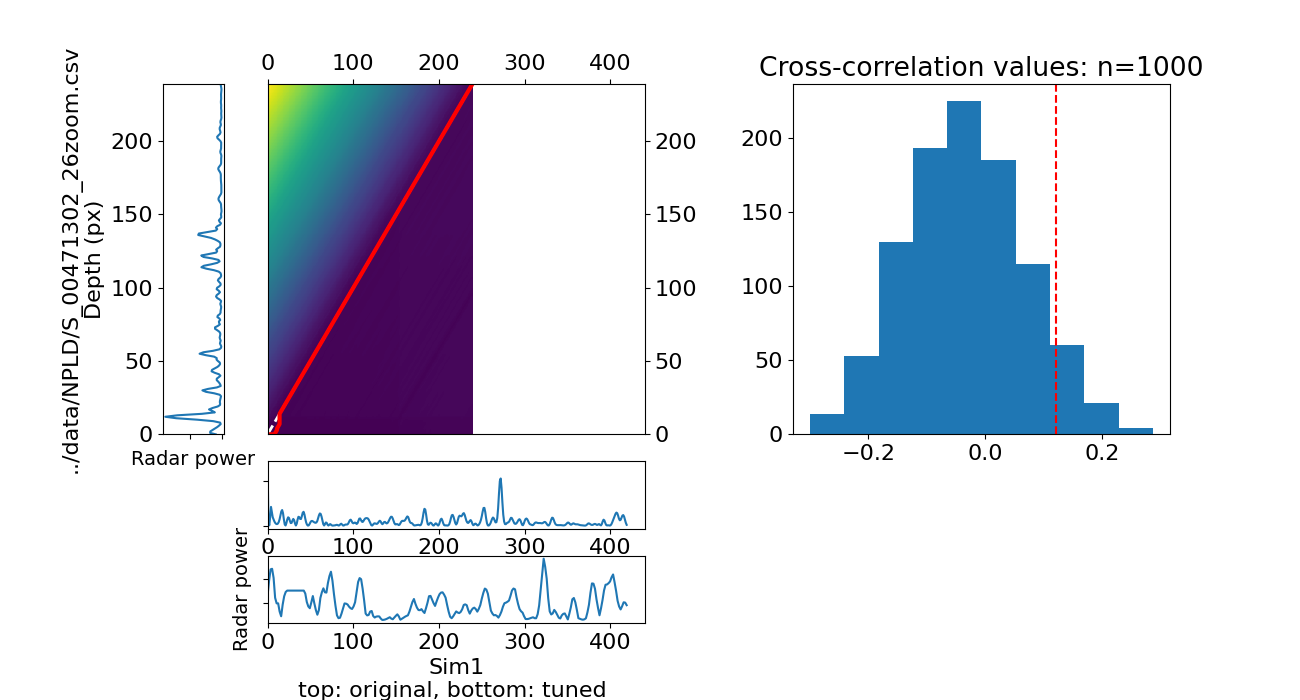 0 100 200 300 400
Cross-correlation values: n=1000
../data/NPLD/S_00471302_26zoom.csv
Depth (px)
200
150
100
50
0
200
150
100
50
0
200
150
100
50
0
−0.2 0.0 0.2
Radar power
0 100 200 300 400
Radar power
0 100 200 300 400
Sim1
top: original, bottom: tuned